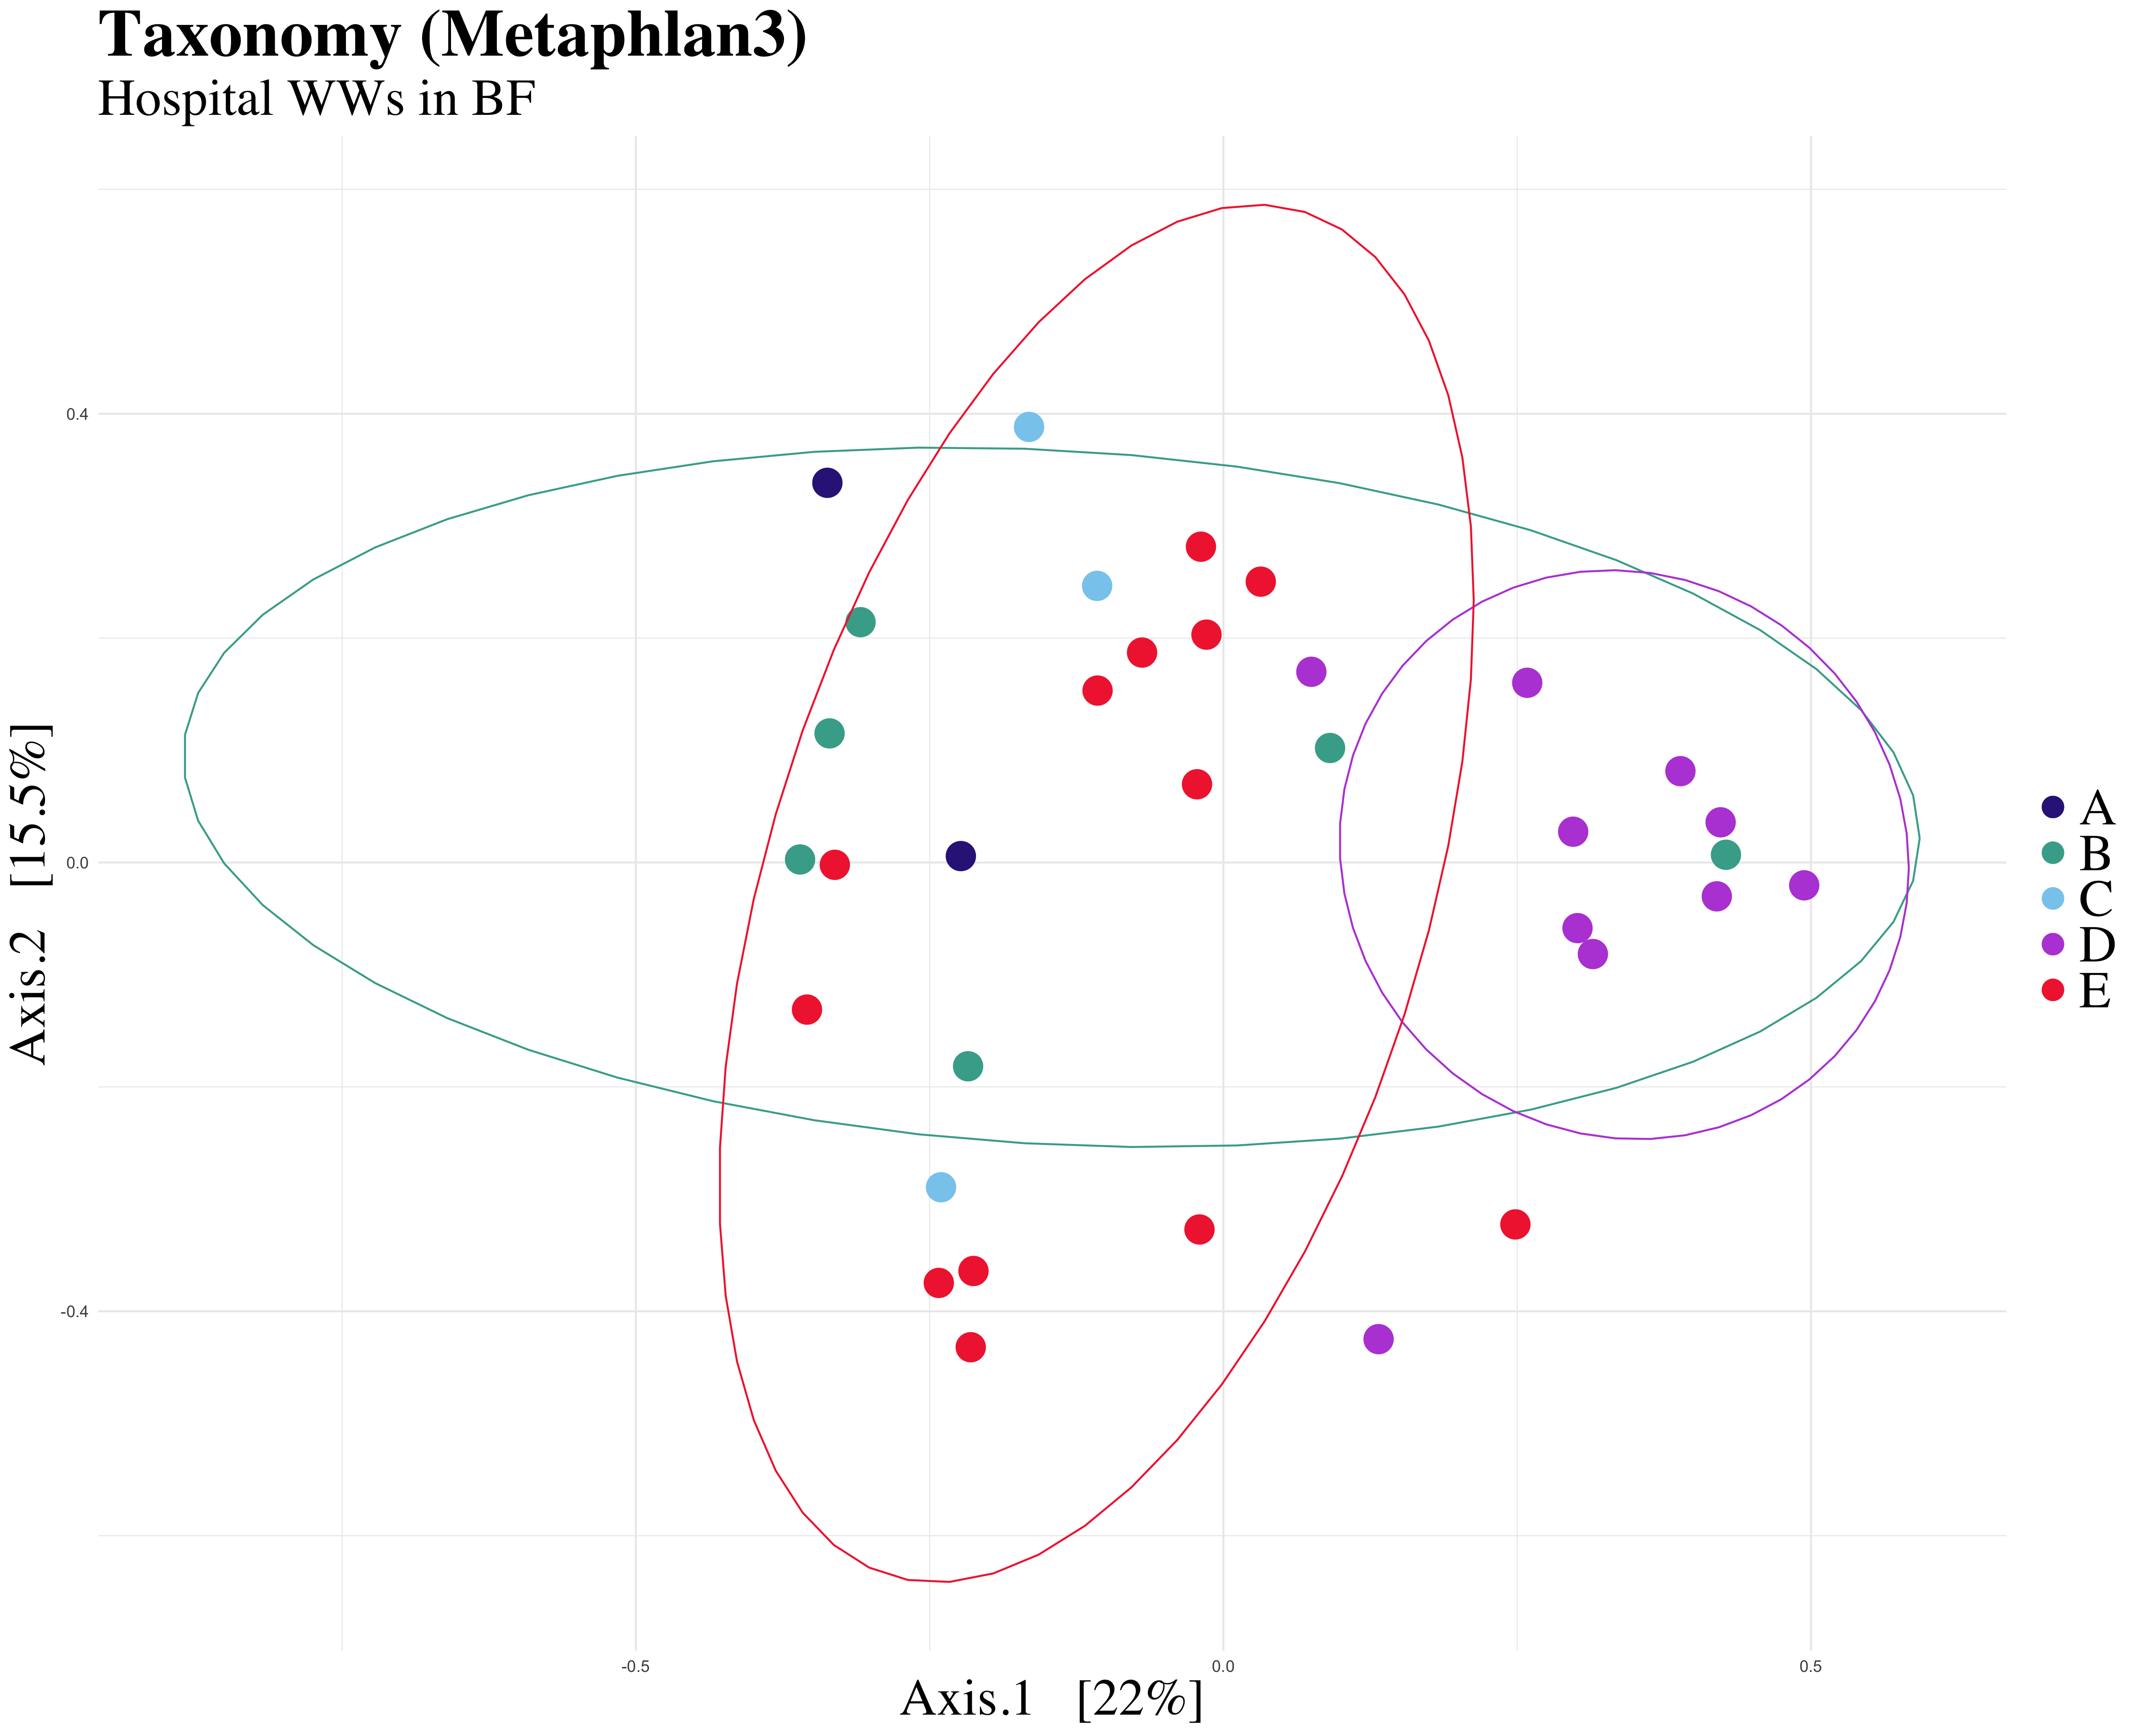 Taxonomy (Metaphlan3)
Hospital WWs in BF
Axis.2 [15.5%]
0.4
0.0
-0.4
-0.5
0.0
0.5
Axis.1 [22%]
A
B
C
D
E